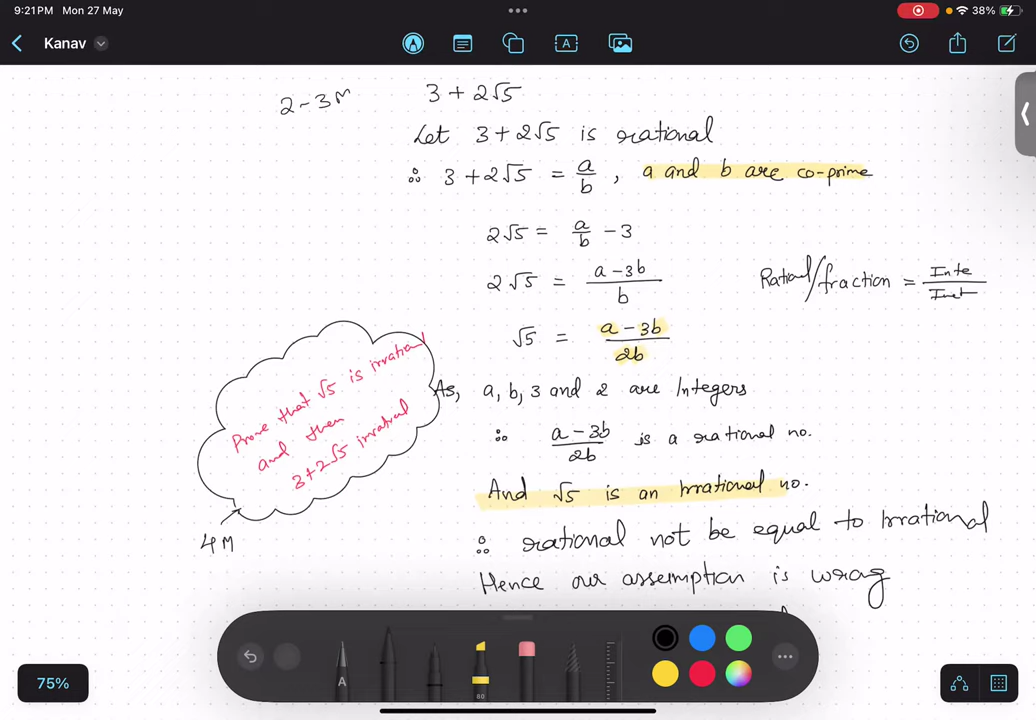 9:21PM Mon 27 May
38%
Kanav
2-3M
3 + 2√5
Let 3 + 2√5 is rational
∴ 3 + 2√5 = a/b , a and b are co-prime
2√5 = a/b - 3
2√5 = a-3b/b
Rational/fraction = Inte/
√5 = a-3b/2b
As, a, b, 3 and 2 are Integers
∴ a-3b/2b is a rational no.
And √5 is an Irrational no.
∴ rational not be equal to Irrational
Hence our assumption is wrong
Prove that √5 is irrational
and then
3+2√5 irrational
4M
A
80
75%
A